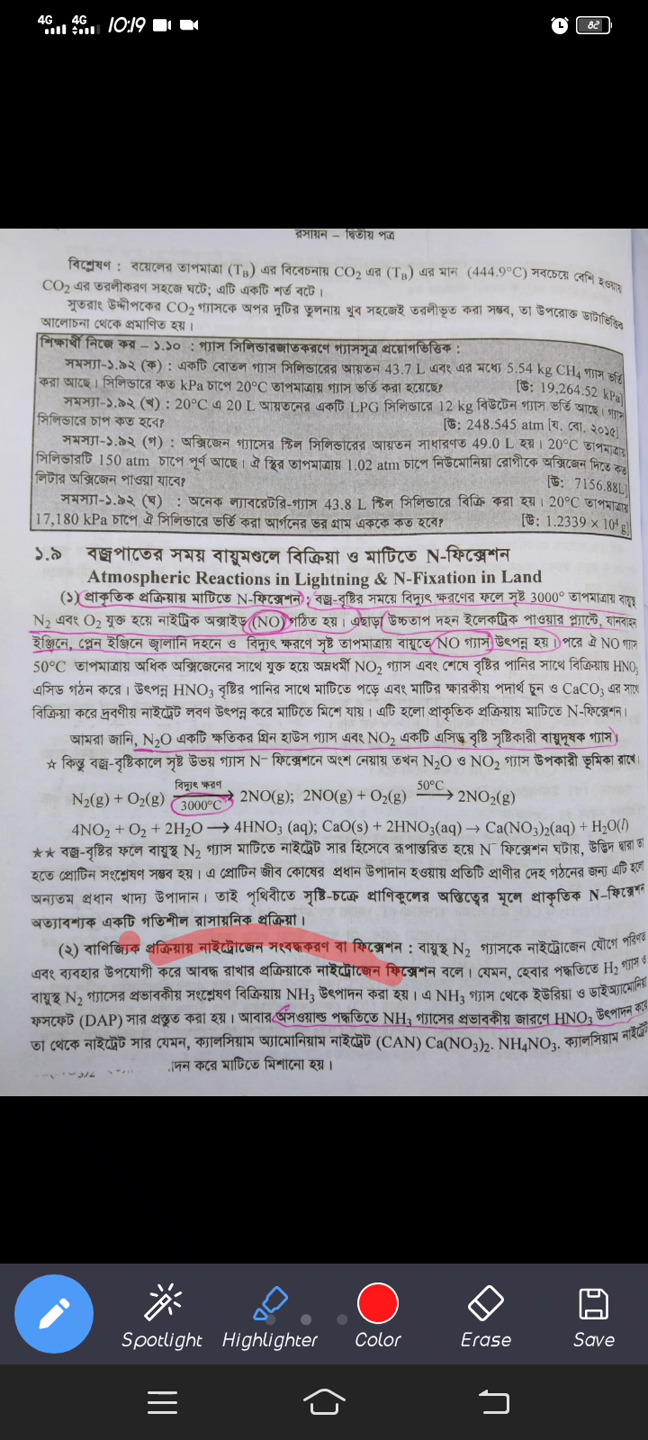 4G 4G 10:19 82
রসায়ন – দ্বিতীয় পত্র
বিশ্লেষণ : বয়েলের তাপমাত্রা (TB) এর বিবেচনায় CO2 এর (TB) এর মান (444.9°C) সবচেয়ে বেশি হওয়ায়
CO2 এর তরলীকরণ সহজে ঘটে; এটি একটি শর্ত বটে।
সুতরাং উদ্দীপকের CO2 গ্যাসকে অপর দুটির তুলনায় খুব সহজেই তরলীভূত করা সম্ভব, তা উপরোক্ত ডাটাভিত্তিক
আলোচনা থেকে প্রমাণিত হয়।
শিক্ষার্থী নিজে কর – ১.১০ : গ্যাস সিলিন্ডারজাতকরণে গ্যাসসূত্র প্রয়োগভিত্তিক :
সমস্যা-১.৯২ (ক) : একটি বোতল গ্যাস সিলিন্ডারের আয়তন 43.7 L এবং এর মধ্যে 5.54 kg CH4 গ্যাস ভর্তি
করা আছে। সিলিন্ডারে কত kPa চাপে 20°C তাপমাত্রায় গ্যাস ভর্তি করা হয়েছে? [উ: 19,264.52 kPa]
সমস্যা-১.৯২ (খ) : 20°C এ 20 L আয়তনের একটি LPG সিলিন্ডারে 12 kg বিউটেন গ্যাস ভর্তি আছে। গ্যাস
সিলিন্ডারে চাপ কত হবে? [উ: 248.545 atm [য. বো. ২০১৫]
সমস্যা-১.৯২ (গ) : অক্সিজেন গ্যাসের স্টিল সিলিন্ডারের আয়তন সাধারণত 49.0 L হয়। 20°C তাপমাত্রায়
সিলিন্ডারটি 150 atm চাপে পূর্ণ আছে। ঐ স্থির তাপমাত্রায় 1.02 atm চাপে নিউমোনিয়া রোগীকে অক্সিজেন দিতে কত
লিটার অক্সিজেন পাওয়া যাবে? [উ: 7156.88L]
সমস্যা-১.৯২ (ঘ) : অনেক ল্যাবরেটরি-গ্যাস 43.8 L স্টিল সিলিন্ডারে বিক্রি করা হয়। 20°C তাপমাত্রায়
17,180 kPa চাপে ঐ সিলিন্ডারে ভর্তি করা আর্গনের ভর গ্রাম এককে কত হবে? [উ: 1.2339 × 10⁴ g]
১.৯ বজ্রপাতের সময় বায়ুমণ্ডলে বিক্রিয়া ও মাটিতে N-ফিক্সেশন
Atmospheric Reactions in Lightning & N-Fixation in Land
(১) প্রাকৃতিক প্রক্রিয়ায় মাটিতে N-ফিক্সেশন : বজ্র-বৃষ্টির সময়ে বিদ্যুৎ ক্ষরণের ফলে সৃষ্ট 3000° তাপমাত্রায় বায়ুস্থ
N2 এবং O2 যুক্ত হয়ে নাইট্রিক অক্সাইড (NO) গঠিত হয়। এছাড়া উচ্চতাপ দহন ইলেকট্রিক পাওয়ার প্ল্যান্টে, যানবাহন
ইঞ্জিনে, প্লেন ইঞ্জিনে জ্বালানি দহনে ও বিদ্যুৎ ক্ষরণে সৃষ্ট তাপমাত্রায় বায়ুতে NO গ্যাস উৎপন্ন হয়। পরে ঐ NO গ্যাস
50°C তাপমাত্রায় অধিক অক্সিজেনের সাথে যুক্ত হয়ে অম্লধর্মী NO2 গ্যাস এবং শেষে বৃষ্টির পানির সাথে বিক্রিয়ায় HNO3
এসিড গঠন করে। উৎপন্ন HNO3 বৃষ্টির পানির সাথে মাটিতে পড়ে এবং মাটির ক্ষারকীয় পদার্থ চুন ও CaCO3 এর সাথে
বিক্রিয়া করে দ্রবণীয় নাইট্রেট লবণ উৎপন্ন করে মাটিতে মিশে যায়। এটি হলো প্রাকৃতিক প্রক্রিয়ায় মাটিতে N-ফিক্সেশন।
আমরা জানি, N2O একটি ক্ষতিকর গ্রিন হাউস গ্যাস এবং NO2 একটি এসিড বৃষ্টি সৃষ্টিকারী বায়ুদূষক গ্যাস।
☆ কিন্তু বজ্র-বৃষ্টিকালে সৃষ্ট উভয় গ্যাস N⁻ ফিক্সেশনে অংশ নেয়ায় তখন N2O ও NO2 গ্যাস উপকারী ভূমিকা রাখে।
N2(g) + O2(g) বিদ্যুৎ ক্ষরণ → 3000°C 2NO(g); 2NO(g) + O2(g) 50°C → 2NO2(g)
4NO2 + O2 + 2H2O → 4HNO3 (aq); CaO(s) + 2HNO3(aq) → Ca(NO3)2(aq) + H2O(l)
★★ বজ্র-বৃষ্টির ফলে বায়ুস্থ N2 গ্যাস মাটিতে নাইট্রেট সার হিসেবে রূপান্তরিত হয়ে N⁻ ফিক্সেশন ঘটায়, উদ্ভিদ দ্বারা তা
হতে প্রোটিন সংশ্লেষণ সম্ভব হয়। এ প্রোটিন জীব কোষের প্রধান উপাদান হওয়ায় প্রতিটি প্রাণীর দেহ গঠনের জন্য এটি হলো
অন্যতম প্রধান খাদ্য উপাদান। তাই পৃথিবীতে সৃষ্টি-চক্রে প্রাণিকূলের অস্তিত্বের মূলে প্রাকৃতিক N-ফিক্সেশন
অত্যাবশ্যক একটি গতিশীল রাসায়নিক প্রক্রিয়া।
(২) বাণিজ্যিক প্রক্রিয়ায় নাইট্রোজেন সংবদ্ধকরণ বা ফিক্সেশন : বায়ুস্থ N2 গ্যাসকে নাইট্রোজেন যৌগে পরিণত
এবং ব্যবহার উপযোগী করে আবদ্ধ রাখার প্রক্রিয়াকে নাইট্রোজেন ফিক্সেশন বলে। যেমন, হেবার পদ্ধতিতে H2 গ্যাস ও
বায়ুস্থ N2 গ্যাসের প্রভাবকীয় সংশ্লেষণ বিক্রিয়ায় NH3 উৎপাদন করা হয়। এ NH3 গ্যাস থেকে ইউরিয়া ও ডাইঅ্যামোনিয়া
ফসফেট (DAP) সার প্রস্তুত করা হয়। আবার অসওয়াল্ড পদ্ধতিতে NH3 গ্যাসের প্রভাবকীয় জারণে HNO3 উৎপাদন করে
তা থেকে নাইট্রেট সার যেমন, ক্যালসিয়াম অ্যামোনিয়াম নাইট্রেট (CAN) Ca(NO3)2. NH4NO3. ক্যালসিয়াম নাইট্রেট
দন করে মাটিতে মিশানো হয়।
Spotlight Highlighter Color Erase Save